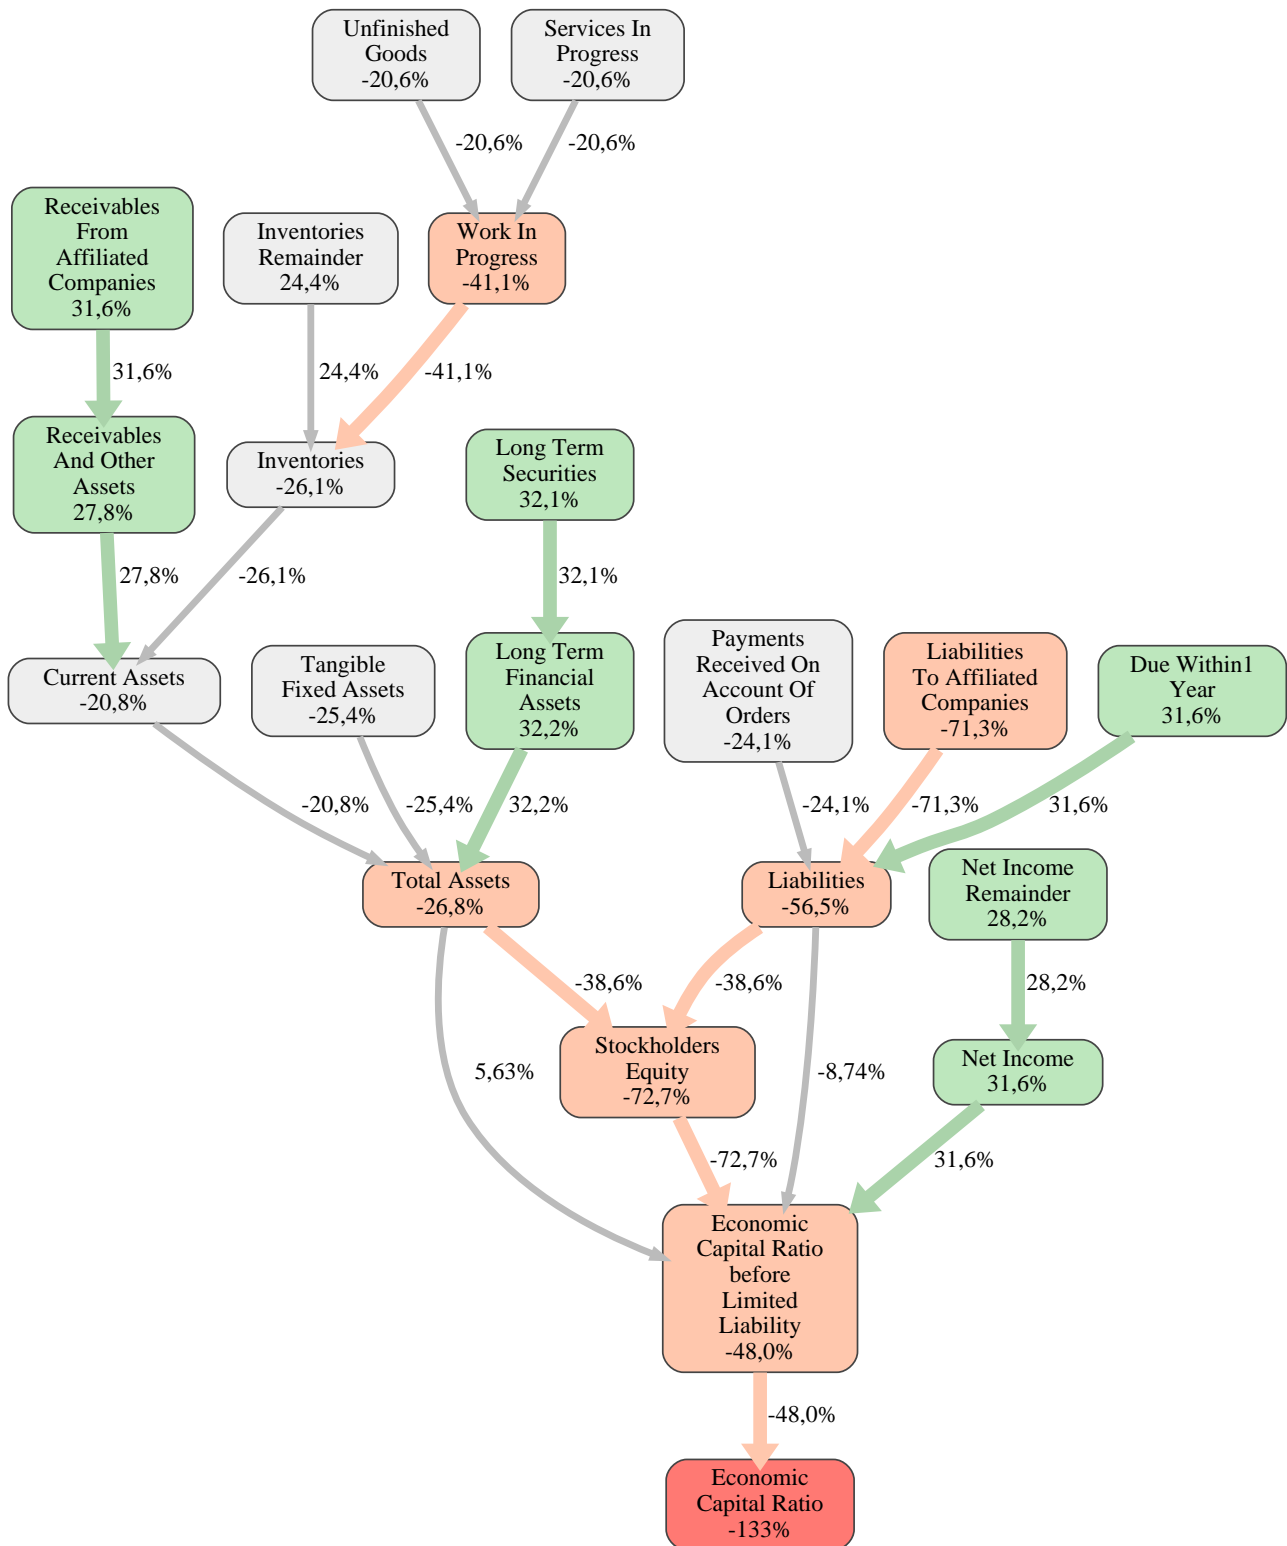 Unfinished
Goods
-20,6%
Services In
Progress
-20,6%
-20,6%
-20,6%
Receivables
From
Affiliated
Companies
31,6%
Inventories
Remainder
24,4%
Work In
Progress
-41,1%
31,6%
24,4%
-41,1%
Receivables
And Other
Assets
27,8%
Inventories
-26,1%
Long Term
Securities
32,1%
27,8%
-26,1%
32,1%
Current Assets
-20,8%
Tangible
Fixed Assets
-25,4%
Long Term
Financial
Assets
32,2%
Payments
Received On
Account Of
Orders
-24,1%
Liabilities
To Affiliated
Companies
-71,3%
Due Within1
Year
31,6%
-20,8%
-25,4%
32,2%
-24,1%
-71,3%
31,6%
Total Assets
-26,8%
Liabilities
-56,5%
Net Income
Remainder
28,2%
-38,6%
-38,6%
28,2%
Stockholders
Equity
-72,7%
Net Income
31,6%
5,63%
-8,74%
-72,7%
31,6%
Economic
Capital Ratio
before
Limited
Liability
-48,0%
-48,0%
Economic
Capital Ratio
-133%